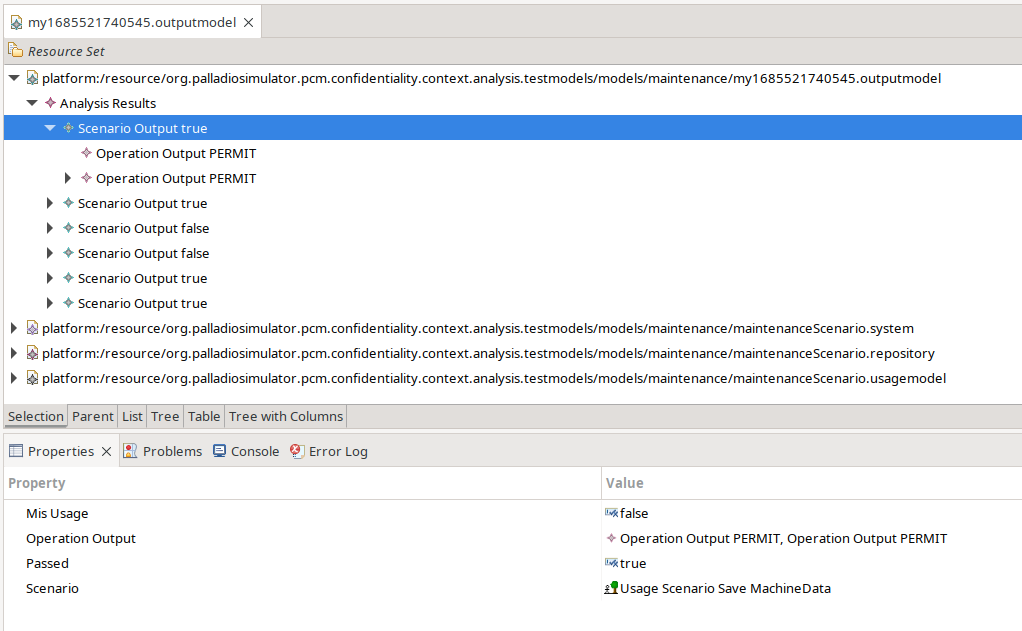 my1685521740545.outputmodel
Resource Set
platform:/resource/org.palladiosimulator.pcm.confidentiality.context.analysis.testmodels/models/maintenance/my1685521740545.outputmodel
Analysis Results
Scenario Output true
Operation Output PERMIT
Operation Output PERMIT
Scenario Output true
Scenario Output false
Scenario Output false
Scenario Output true
Scenario Output true
platform:/resource/org.palladiosimulator.pcm.confidentiality.context.analysis.testmodels/models/maintenance/maintenanceScenario.system
platform:/resource/org.palladiosimulator.pcm.confidentiality.context.analysis.testmodels/models/maintenance/maintenanceScenario.repository
platform:/resource/org.palladiosimulator.pcm.confidentiality.context.analysis.testmodels/models/maintenance/maintenanceScenario.usagemodel
Selection Parent List Tree Table Tree with Columns
Properties Problems Console Error Log
Property Value
Mis Usage false
Operation Output Operation Output PERMIT, Operation Output PERMIT
Passed true
Scenario Usage Scenario Save MachineData